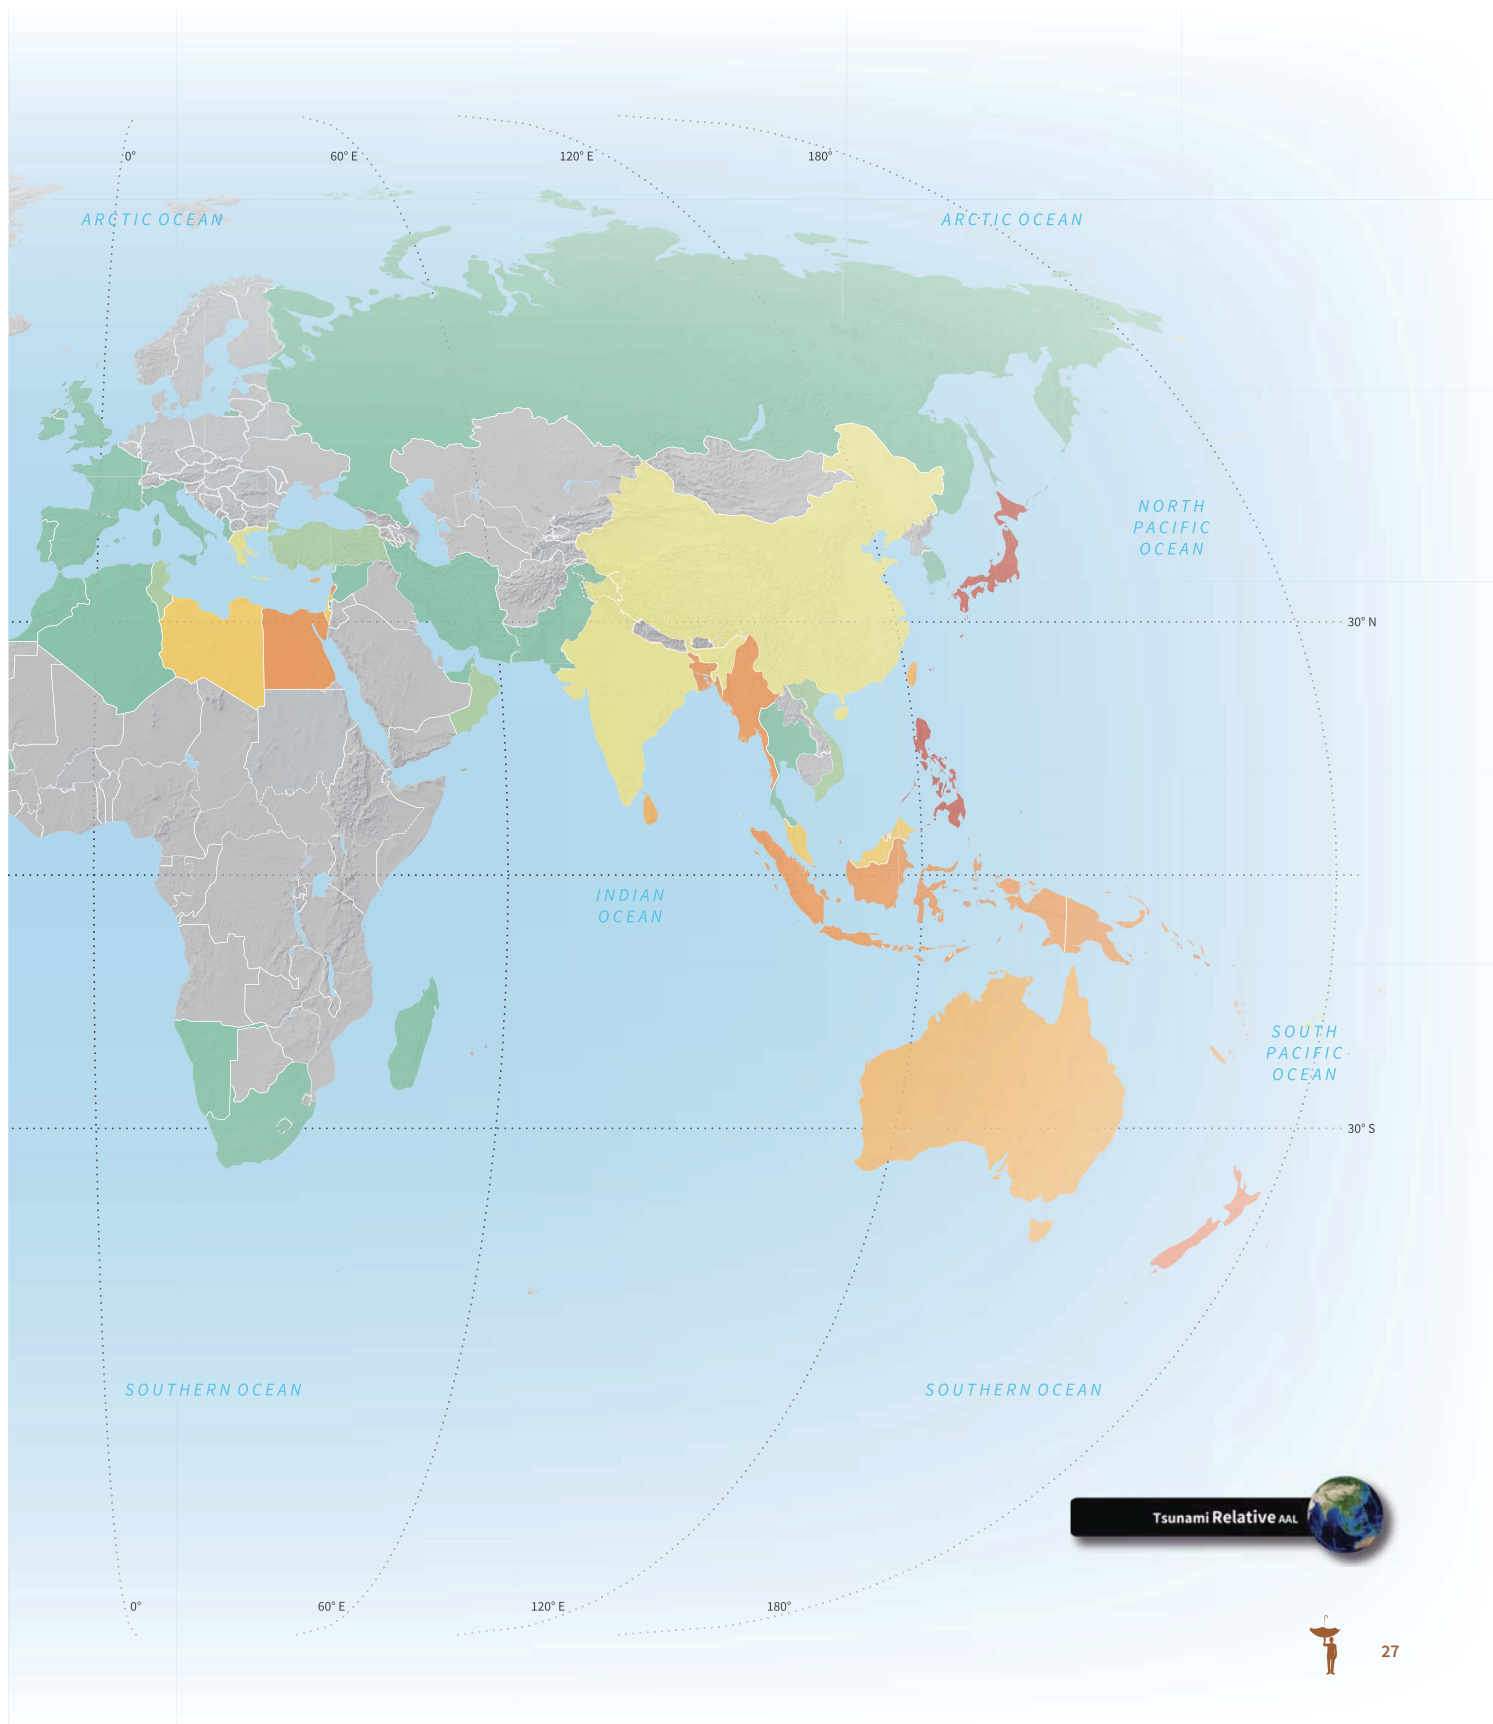 0°
60° E
120° E
180°
ARCTIC OCEAN
ARCTIC OCEAN
NORTH
PACIFIC
OCEAN
30° N
INDIAN
OCEAN
SOUTH
PACIFIC
OCEAN
30° S
SOUTHERN OCEAN
SOUTHERN OCEAN
Tsunami Relative AAL
0°
60° E
120° E
180°
27